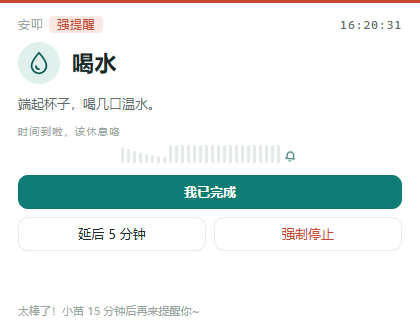 安叩 强提醒 16:20:31
喝水
端起杯子，喝几口温水。
时间到啦，该休息咯
我已完成
延后 5 分钟 强制停止
太棒了！小苗 15 分钟后再来提醒你~